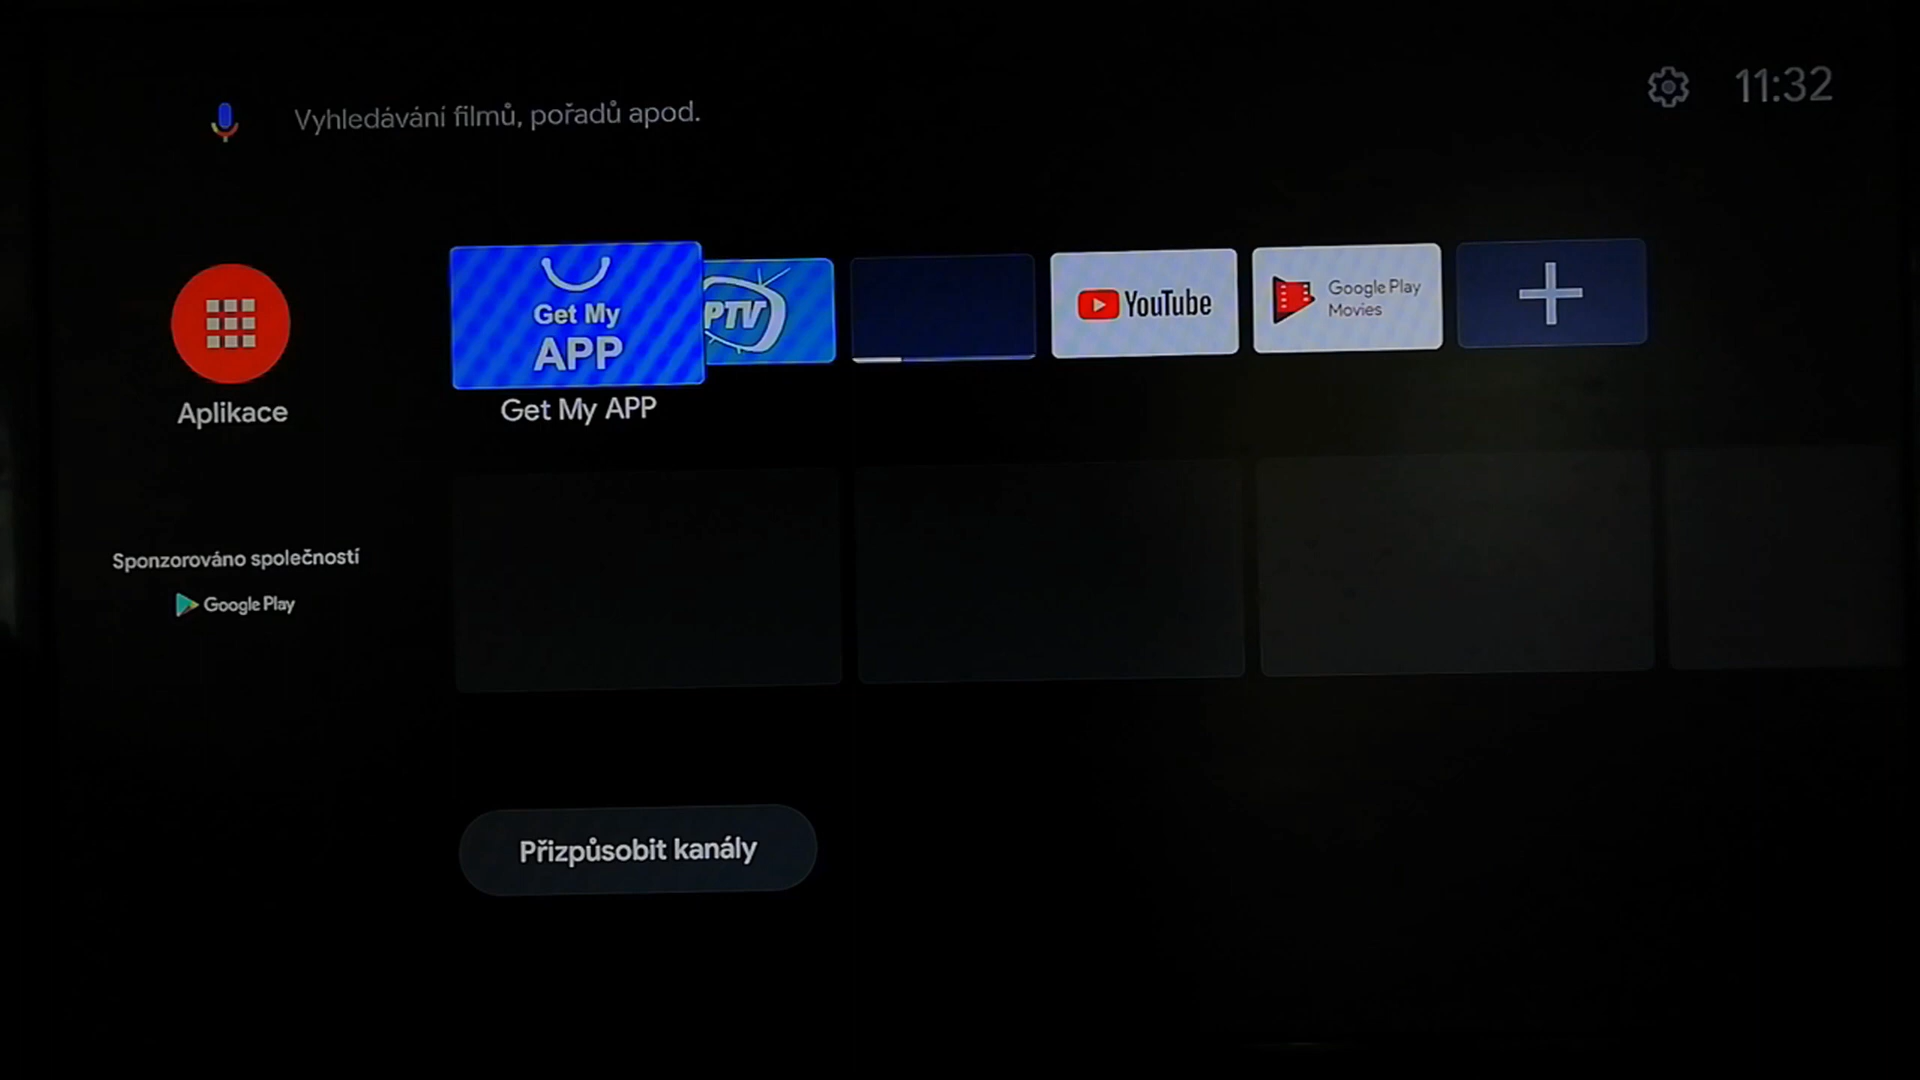 Vyhledávání filmů, pořadů apod.
11:32
Get My
APP
PTV
YouTube
Google Play
Movies
Aplikace
Get My APP
Sponzorováno společností
Google Play
Přizpůsobit kanály